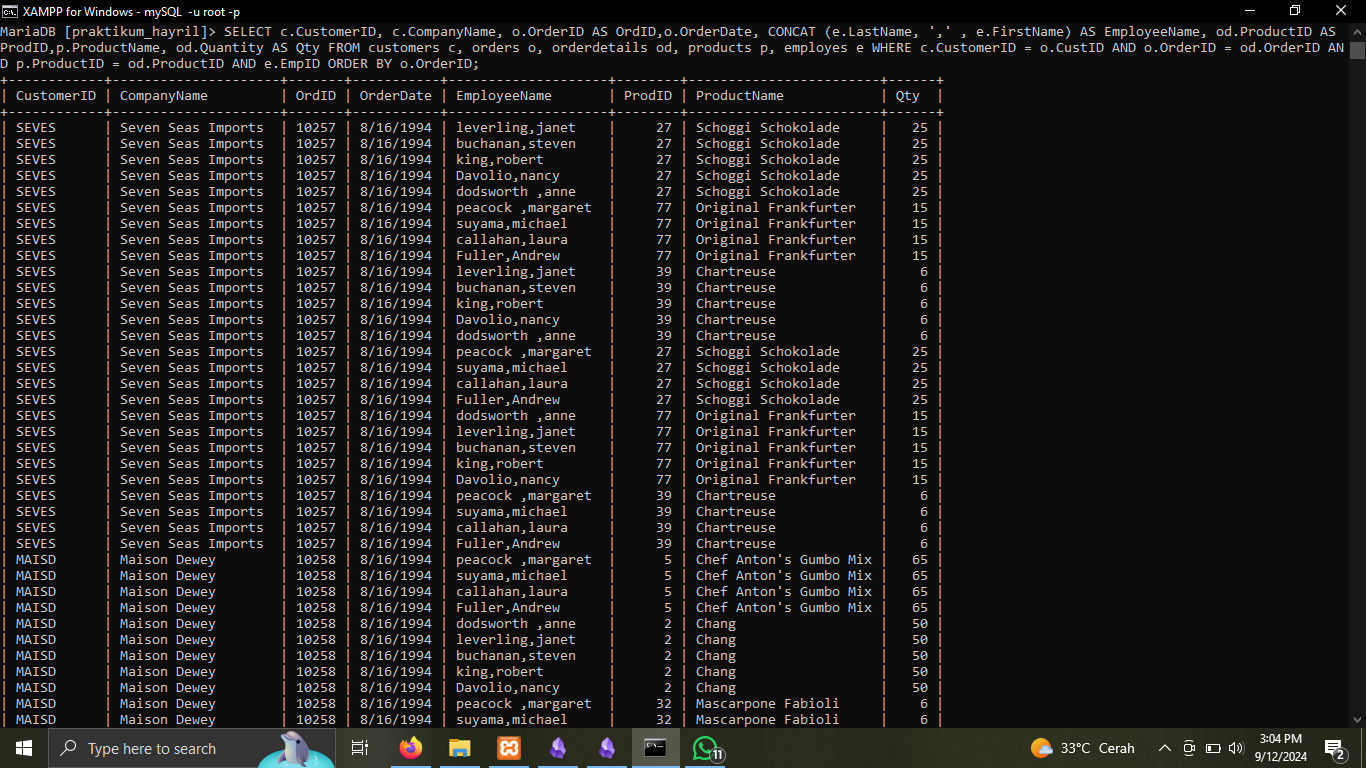 XAMPP for Windows - mySQL -u root -p
MariaDB [praktikum_hayril]> SELECT c.CustomerID, c.CompanyName, o.OrderID AS OrdID,o.OrderDate, CONCAT (e.LastName, ',' , e.FirstName) AS EmployeeName, od.ProductID AS
ProdID,p.ProductName, od.Quantity AS Qty FROM customers c, orders o, orderdetails od, products p, employes e WHERE c.CustomerID = o.CustID AND o.OrderID = od.OrderID AN
D p.ProductID = od.ProductID AND e.EmpID ORDER BY o.OrderID;
+------------+---------------------+-------+-----------+--------------------+--------+------------------------+------+
| CustomerID | CompanyName | OrdID | OrderDate | EmployeeName | ProdID | ProductName | Qty |
+------------+---------------------+-------+-----------+--------------------+--------+------------------------+------+
| SEVES | Seven Seas Imports | 10257 | 8/16/1994 | leverling,janet | 27 | Schoggi Schokolade | 25 |
| SEVES | Seven Seas Imports | 10257 | 8/16/1994 | buchanan,steven | 27 | Schoggi Schokolade | 25 |
| SEVES | Seven Seas Imports | 10257 | 8/16/1994 | king,robert | 27 | Schoggi Schokolade | 25 |
| SEVES | Seven Seas Imports | 10257 | 8/16/1994 | Davolio,nancy | 27 | Schoggi Schokolade | 25 |
| SEVES | Seven Seas Imports | 10257 | 8/16/1994 | dodsworth ,anne | 27 | Schoggi Schokolade | 25 |
| SEVES | Seven Seas Imports | 10257 | 8/16/1994 | peacock ,margaret | 77 | Original Frankfurter | 15 |
| SEVES | Seven Seas Imports | 10257 | 8/16/1994 | suyama,michael | 77 | Original Frankfurter | 15 |
| SEVES | Seven Seas Imports | 10257 | 8/16/1994 | callahan,laura | 77 | Original Frankfurter | 15 |
| SEVES | Seven Seas Imports | 10257 | 8/16/1994 | Fuller,Andrew | 77 | Original Frankfurter | 15 |
| SEVES | Seven Seas Imports | 10257 | 8/16/1994 | leverling,janet | 39 | Chartreuse | 6 |
| SEVES | Seven Seas Imports | 10257 | 8/16/1994 | buchanan,steven | 39 | Chartreuse | 6 |
| SEVES | Seven Seas Imports | 10257 | 8/16/1994 | king,robert | 39 | Chartreuse | 6 |
| SEVES | Seven Seas Imports | 10257 | 8/16/1994 | Davolio,nancy | 39 | Chartreuse | 6 |
| SEVES | Seven Seas Imports | 10257 | 8/16/1994 | dodsworth ,anne | 39 | Chartreuse | 6 |
| SEVES | Seven Seas Imports | 10257 | 8/16/1994 | peacock ,margaret | 27 | Schoggi Schokolade | 25 |
| SEVES | Seven Seas Imports | 10257 | 8/16/1994 | suyama,michael | 27 | Schoggi Schokolade | 25 |
| SEVES | Seven Seas Imports | 10257 | 8/16/1994 | callahan,laura | 27 | Schoggi Schokolade | 25 |
| SEVES | Seven Seas Imports | 10257 | 8/16/1994 | Fuller,Andrew | 27 | Schoggi Schokolade | 25 |
| SEVES | Seven Seas Imports | 10257 | 8/16/1994 | dodsworth ,anne | 77 | Original Frankfurter | 15 |
| SEVES | Seven Seas Imports | 10257 | 8/16/1994 | leverling,janet | 77 | Original Frankfurter | 15 |
| SEVES | Seven Seas Imports | 10257 | 8/16/1994 | buchanan,steven | 77 | Original Frankfurter | 15 |
| SEVES | Seven Seas Imports | 10257 | 8/16/1994 | king,robert | 77 | Original Frankfurter | 15 |
| SEVES | Seven Seas Imports | 10257 | 8/16/1994 | Davolio,nancy | 77 | Original Frankfurter | 15 |
| SEVES | Seven Seas Imports | 10257 | 8/16/1994 | peacock ,margaret | 39 | Chartreuse | 6 |
| SEVES | Seven Seas Imports | 10257 | 8/16/1994 | suyama,michael | 39 | Chartreuse | 6 |
| SEVES | Seven Seas Imports | 10257 | 8/16/1994 | callahan,laura | 39 | Chartreuse | 6 |
| SEVES | Seven Seas Imports | 10257 | 8/16/1994 | Fuller,Andrew | 39 | Chartreuse | 6 |
| MAISD | Maison Dewey | 10258 | 8/16/1994 | peacock ,margaret | 5 | Chef Anton's Gumbo Mix | 65 |
| MAISD | Maison Dewey | 10258 | 8/16/1994 | suyama,michael | 5 | Chef Anton's Gumbo Mix | 65 |
| MAISD | Maison Dewey | 10258 | 8/16/1994 | callahan,laura | 5 | Chef Anton's Gumbo Mix | 65 |
| MAISD | Maison Dewey | 10258 | 8/16/1994 | Fuller,Andrew | 5 | Chef Anton's Gumbo Mix | 65 |
| MAISD | Maison Dewey | 10258 | 8/16/1994 | dodsworth ,anne | 2 | Chang | 50 |
| MAISD | Maison Dewey | 10258 | 8/16/1994 | leverling,janet | 2 | Chang | 50 |
| MAISD | Maison Dewey | 10258 | 8/16/1994 | buchanan,steven | 2 | Chang | 50 |
| MAISD | Maison Dewey | 10258 | 8/16/1994 | king,robert | 2 | Chang | 50 |
| MAISD | Maison Dewey | 10258 | 8/16/1994 | Davolio,nancy | 2 | Chang | 50 |
| MAISD | Maison Dewey | 10258 | 8/16/1994 | peacock ,margaret | 32 | Mascarpone Fabioli | 6 |
| MAISD | Maison Dewey | 10258 | 8/16/1994 | suyama,michael | 32 | Mascarpone Fabioli | 6 |
Type here to search
11
33°C Cerah
3:04 PM
9/12/2024
2